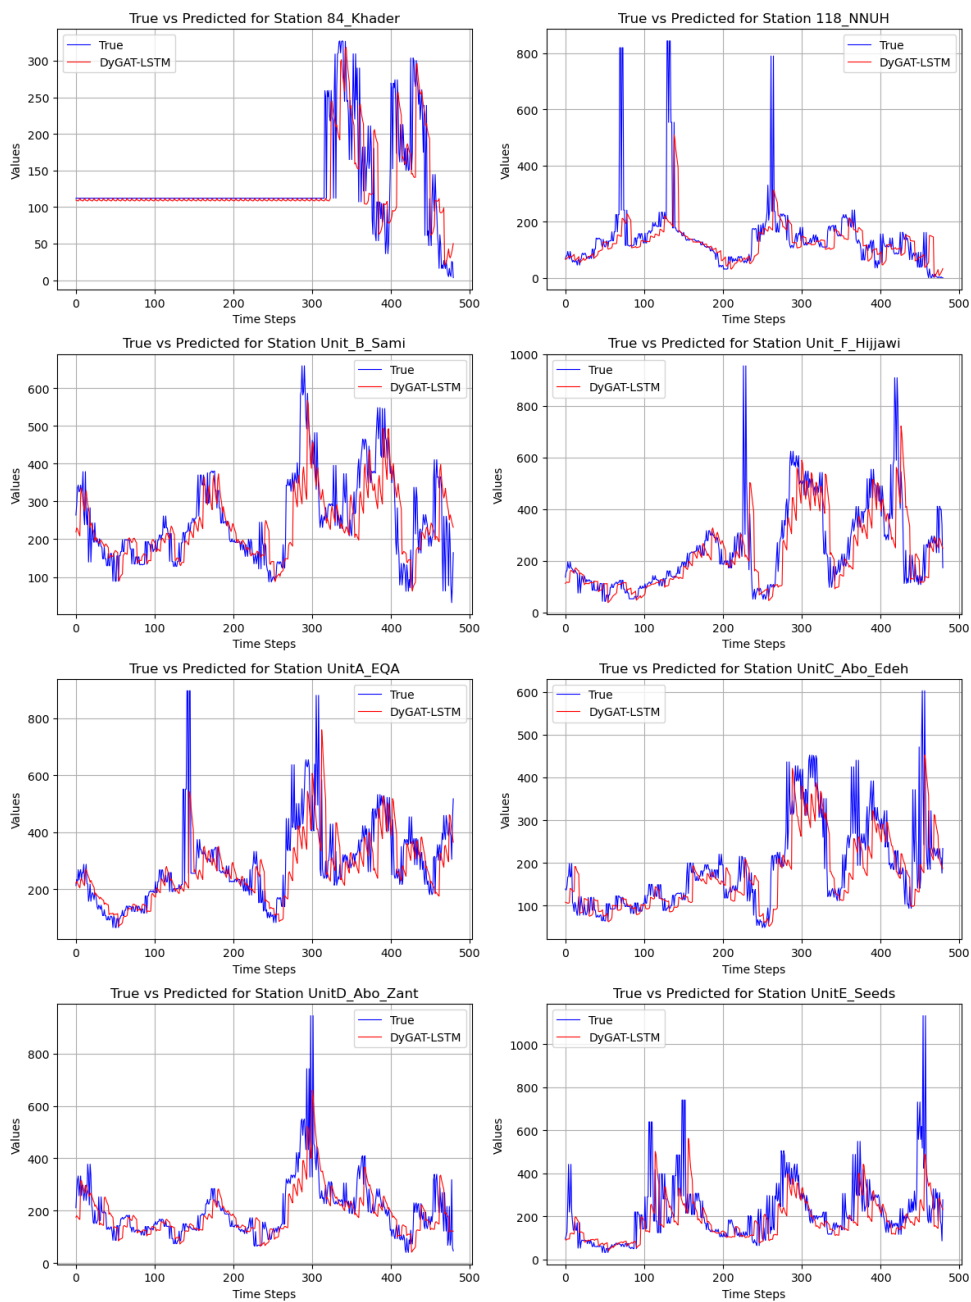 True vs Predicted for Station 84_Khader
True
DyGAT-LSTM
Values
300
250
200
150
100
50
0
0 100 200 300 400 500
Time Steps
True vs Predicted for Station 118_NNUH
True
DyGAT-LSTM
Values
800
600
400
200
0
0 100 200 300 400 500
Time Steps
True vs Predicted for Station Unit_B_Sami
True
DyGAT-LSTM
Values
600
500
400
300
200
100
0 100 200 300 400 500
Time Steps
True vs Predicted for Station Unit_F_Hijjawi
True
DyGAT-LSTM
Values
1000
800
600
400
200
0
0 100 200 300 400 500
Time Steps
True vs Predicted for Station UnitA_EQA
True
DyGAT-LSTM
Values
800
600
400
200
0 100 200 300 400 500
Time Steps
True vs Predicted for Station UnitC_Abo_Edeh
True
DyGAT-LSTM
Values
600
500
400
300
200
100
0 100 200 300 400 500
Time Steps
True vs Predicted for Station UnitD_Abo_Zant
True
DyGAT-LSTM
Values
800
600
400
200
0
0 100 200 300 400 500
Time Steps
True vs Predicted for Station UnitE_Seeds
True
DyGAT-LSTM
Values
1000
800
600
400
200
0
0 100 200 300 400 500
Time Steps